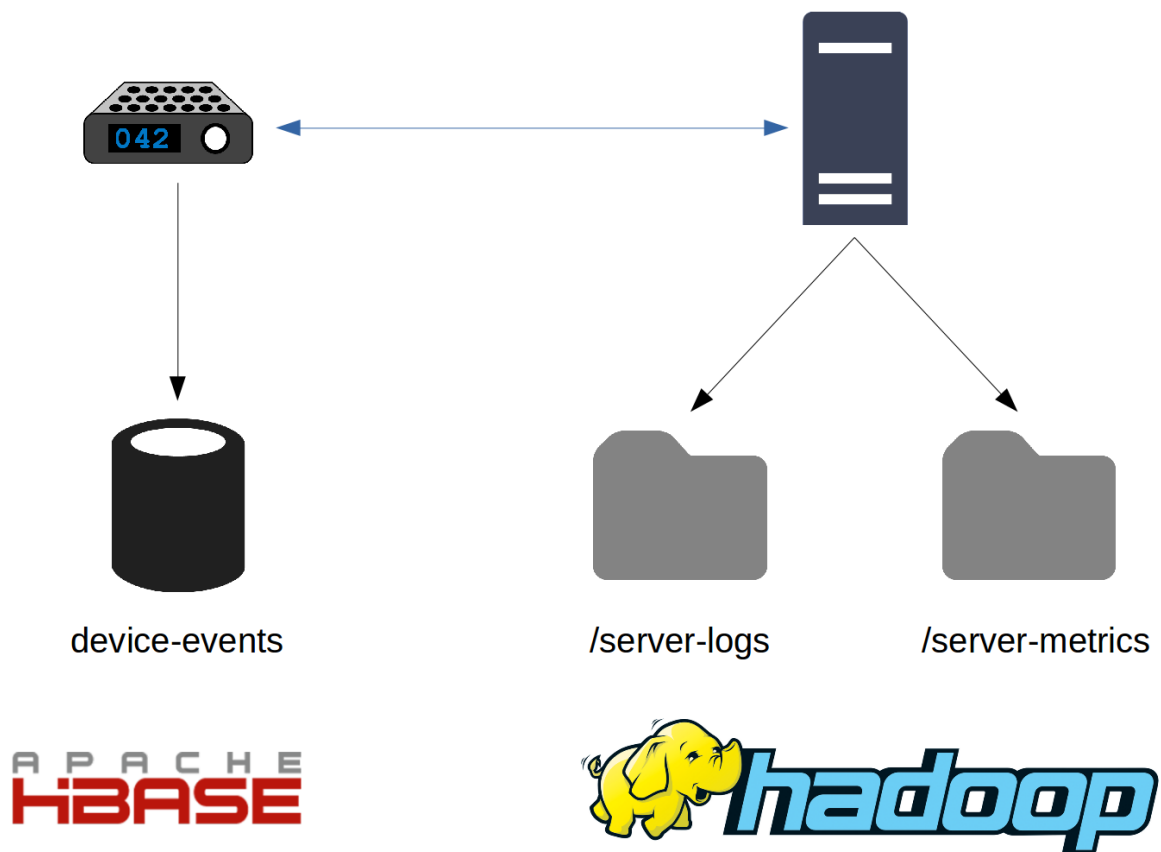 042
device-events
/server-logs
/server-metrics
APACHE
HBASE
hadoop